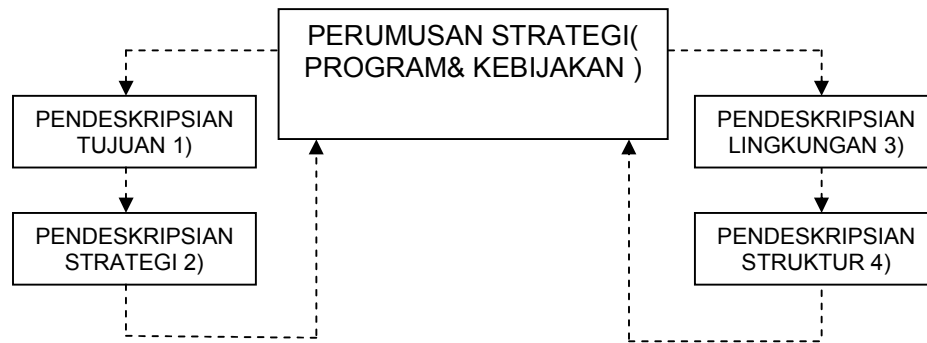 PERUMUSAN STRATEGI(
PROGRAM& KEBIJAKAN )
PENDESKRIPSIAN
TUJUAN 1)
PENDESKRIPSIAN
LINGKUNGAN 3)
PENDESKRIPSIAN
STRATEGI 2)
PENDESKRIPSIAN
STRUKTUR 4)